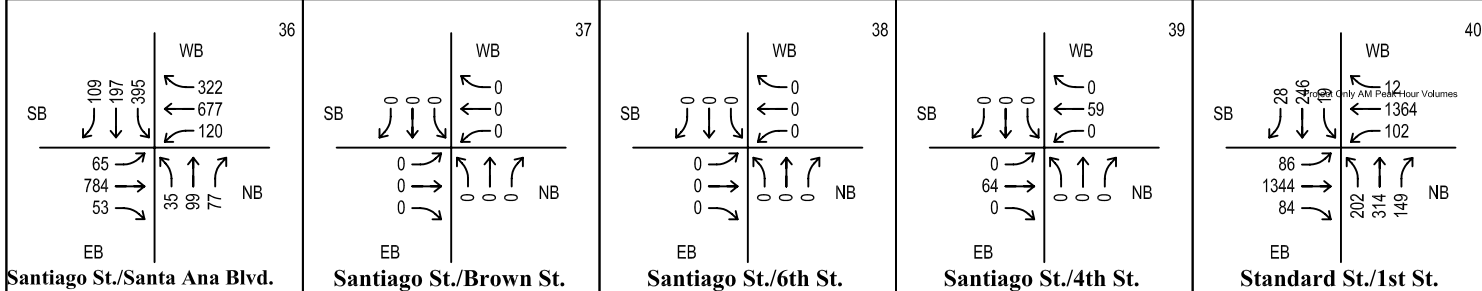 36
WB
SB
109
197
395
322
677
120
65
784
53
35
99
77
NB
EB
Santiago St./Santa Ana Blvd.
37
WB
SB
0
0
0
0
0
0
0
0
0
0
0
0
NB
EB
Santiago St./Brown St.
38
WB
SB
0
0
0
0
0
0
0
0
0
0
0
0
NB
EB
Santiago St./6th St.
39
WB
SB
0
0
0
0
59
0
0
64
0
0
0
0
NB
EB
Santiago St./4th St.
40
WB
SB
28
246
19
12
Project Only AM Peak Hour Volumes
1364
102
86
1344
84
202
314
149
NB
EB
Standard St./1st St.